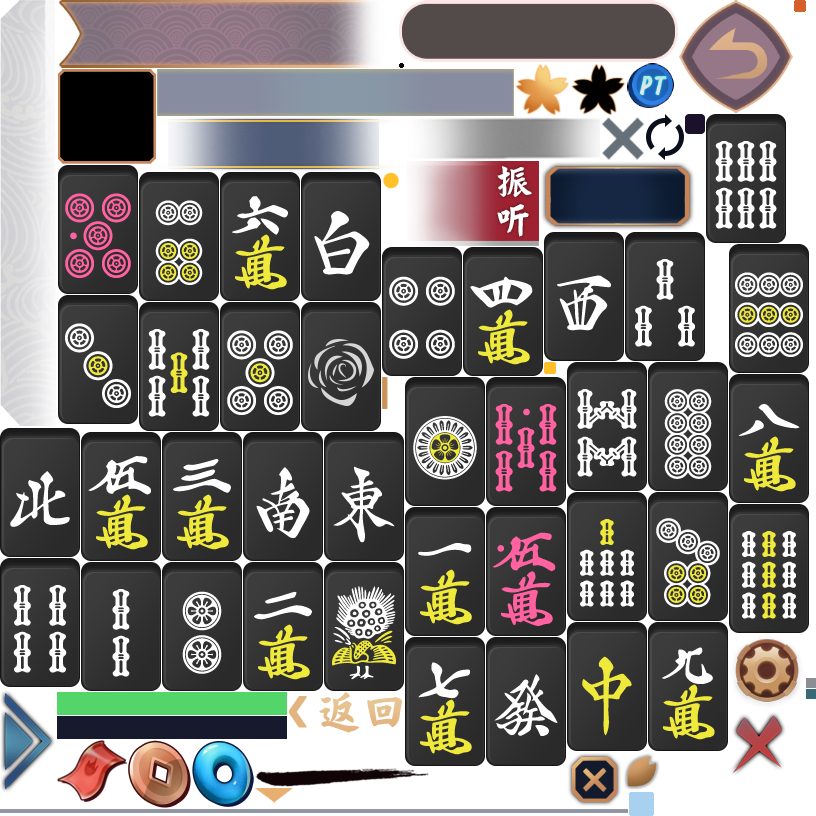 PT
振
听
六
萬
白
四
萬
西
八
萬
北
伍
萬
三
萬
南
東
一
萬
伍
萬
二
萬
七
萬
發
中
九
萬
返回